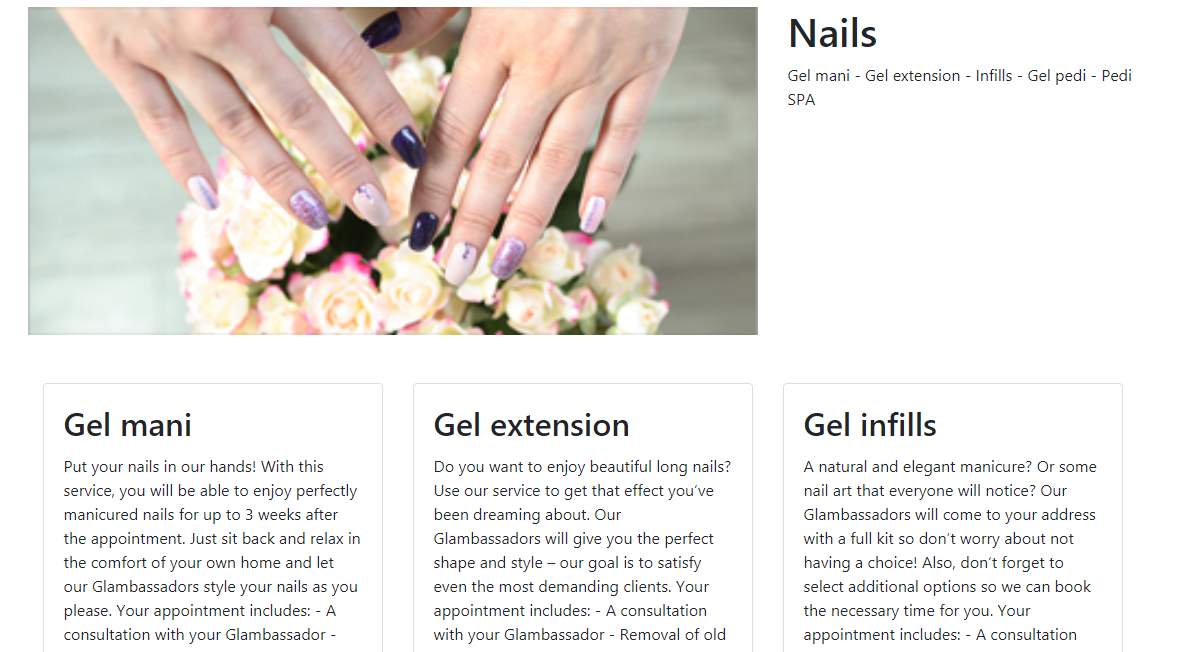 Nails
Gel mani - Gel extension - Infills - Gel pedi - Pedi
SPA
Gel mani
Put your nails in our hands! With this
service, you will be able to enjoy perfectly
manicured nails for up to 3 weeks after
the appointment. Just sit back and relax in
the comfort of your own home and let
our Glambassadors style your nails as you
please. Your appointment includes: - A
consultation with your Glambassador -
Gel extension
Do you want to enjoy beautiful long nails?
Use our service to get that effect you’ve
been dreaming about. Our
Glambassadors will give you the perfect
shape and style – our goal is to satisfy
even the most demanding clients. Your
appointment includes: - A consultation
with your Glambassador - Removal of old
Gel infills
A natural and elegant manicure? Or some
nail art that everyone will notice? Our
Glambassadors will come to your address
with a full kit so don’t worry about not
having a choice! Also, don’t forget to
select additional options so we can book
the necessary time for you. Your
appointment includes: - A consultation